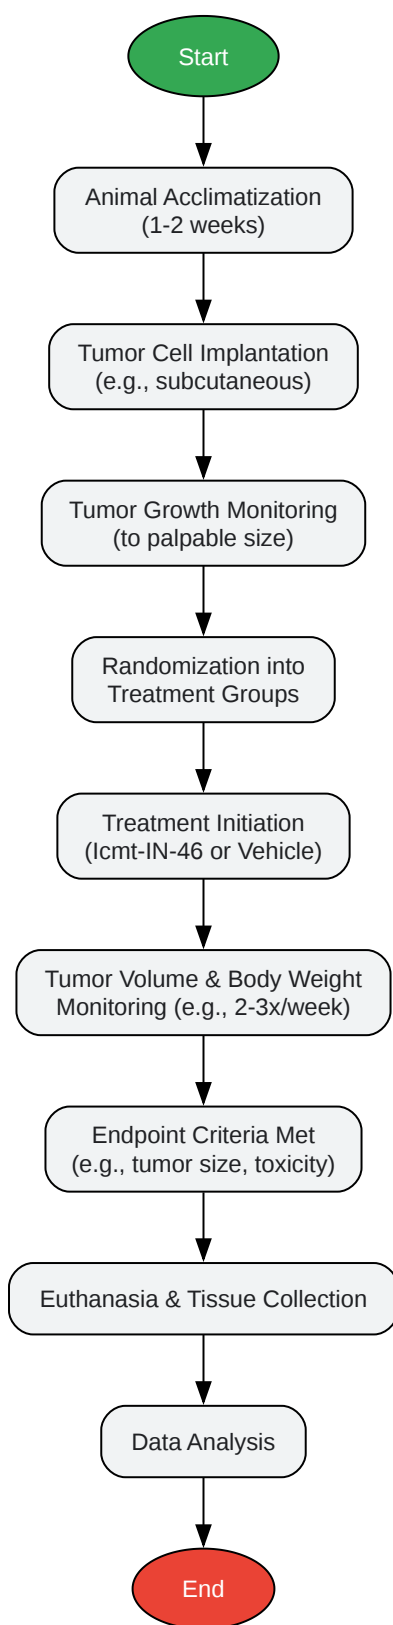 Start
Animal Acclimatization
(1-2 weeks)
Tumor Cell Implantation
(e.g., subcutaneous)
Tumor Growth Monitoring
(to palpable size)
Randomization into
Treatment Groups
Treatment Initiation
(Icmt-IN-46 or Vehicle)
Tumor Volume & Body Weight
Monitoring (e.g., 2-3x/week)
Endpoint Criteria Met
(e.g., tumor size, toxicity)
Euthanasia & Tissue Collection
Data Analysis
End